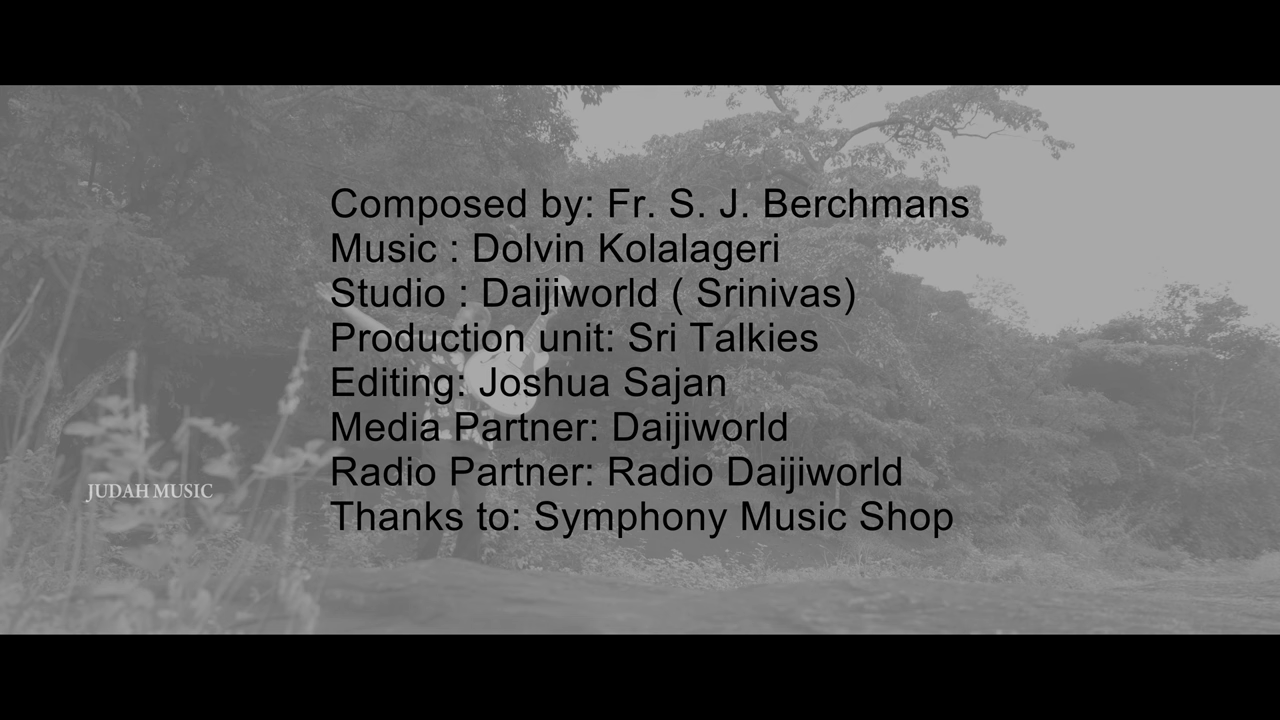 Composed by: Fr. S. J. Berchmans
Music : Dolvin Kolalageri
Studio : Daijiworld ( Srinivas)
Production unit: Sri Talkies
Editing: Joshua Sajan
Media Partner: Daijiworld
Radio Partner: Radio Daijiworld
Thanks to: Symphony Music Shop
JUDAH MUSIC